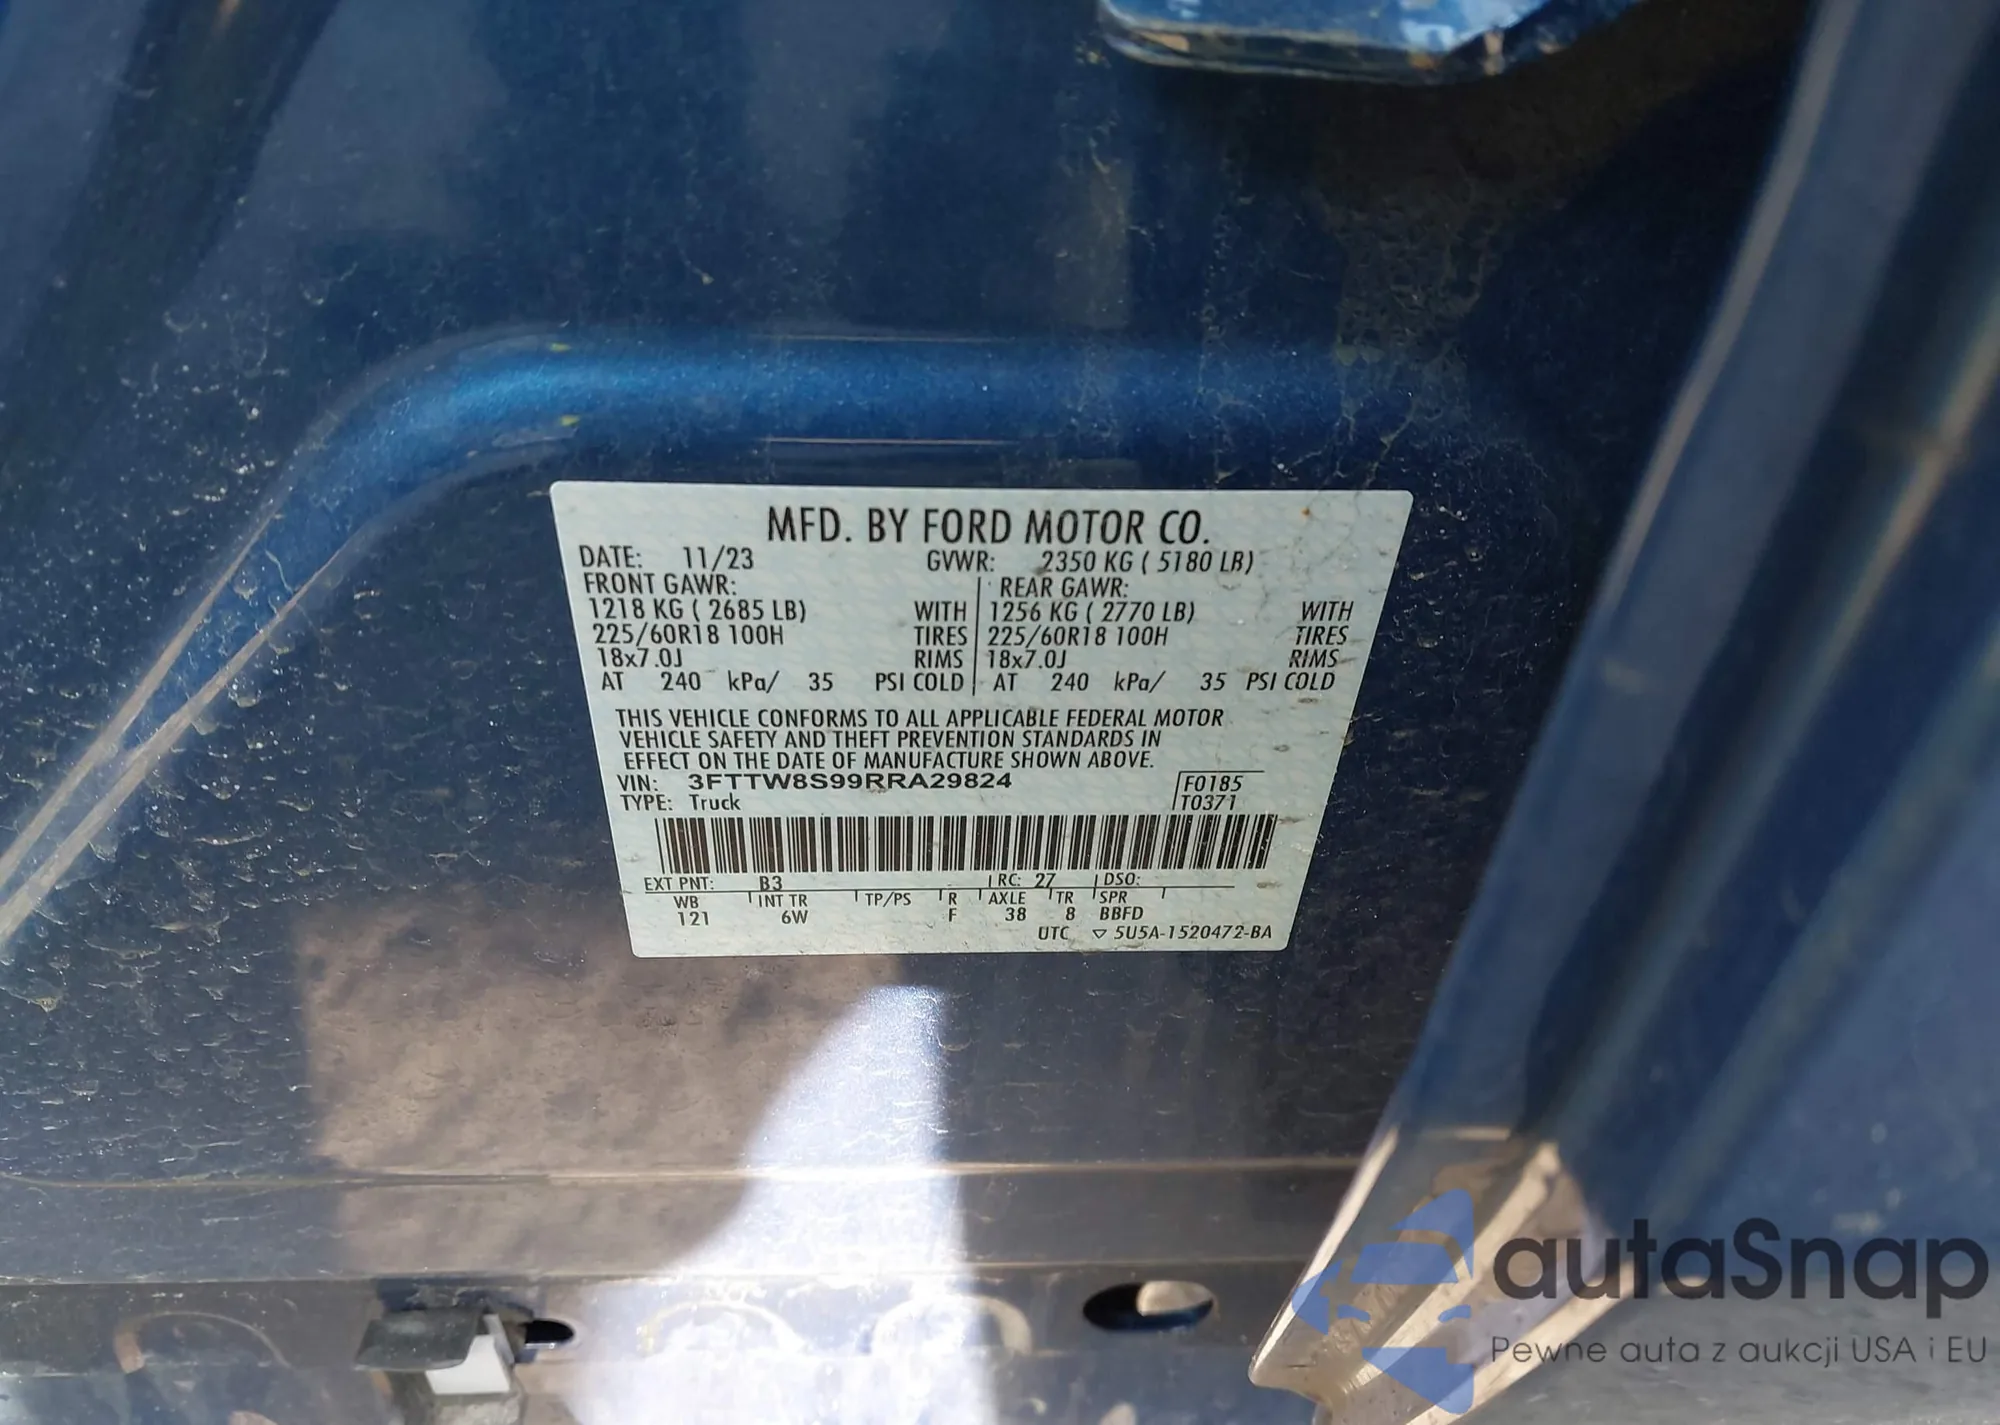 MFD. BY FORD MOTOR CO.
DATE: 11/23 GVWR: 2350 KG ( 5180 LB)
FRONT GAWR: REAR GAWR:
1218 KG ( 2685 LB) WITH 1256 KG ( 2770 LB) WITH
225/60R18 100H TIRES 225/60R18 100H TIRES
18x7.0J RIMS 18x7.0J RIMS
AT 240 kPa/ 35 PSI COLD AT 240 kPa/ 35 PSI COLD
THIS VEHICLE CONFORMS TO ALL APPLICABLE FEDERAL MOTOR
VEHICLE SAFETY AND THEFT PREVENTION STANDARDS IN
EFFECT ON THE DATE OF MANUFACTURE SHOWN ABOVE.
VIN: 3FTTW8S99RRA29824 F0185
TYPE: Truck T0371
EXT PNT: B3 RC: 27 DSO:
WB INT TR TP/PS R AXLE TR SPR
121 6W F 38 8 BBFD
UTC ▽ 5U5A-1520472-BA
autaSnap
Pewne auta z aukcji USA i EU